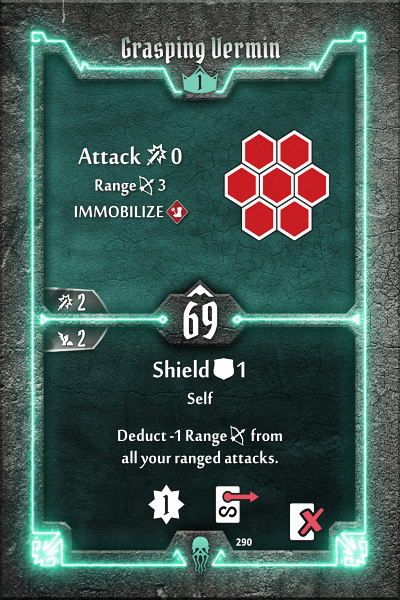 Grasping Vermin
1
Attack 0
Range 3
IMMOBILIZE
2
69
2
Shield 1
Self
Deduct -1 Range from
all your ranged attacks.
1
290